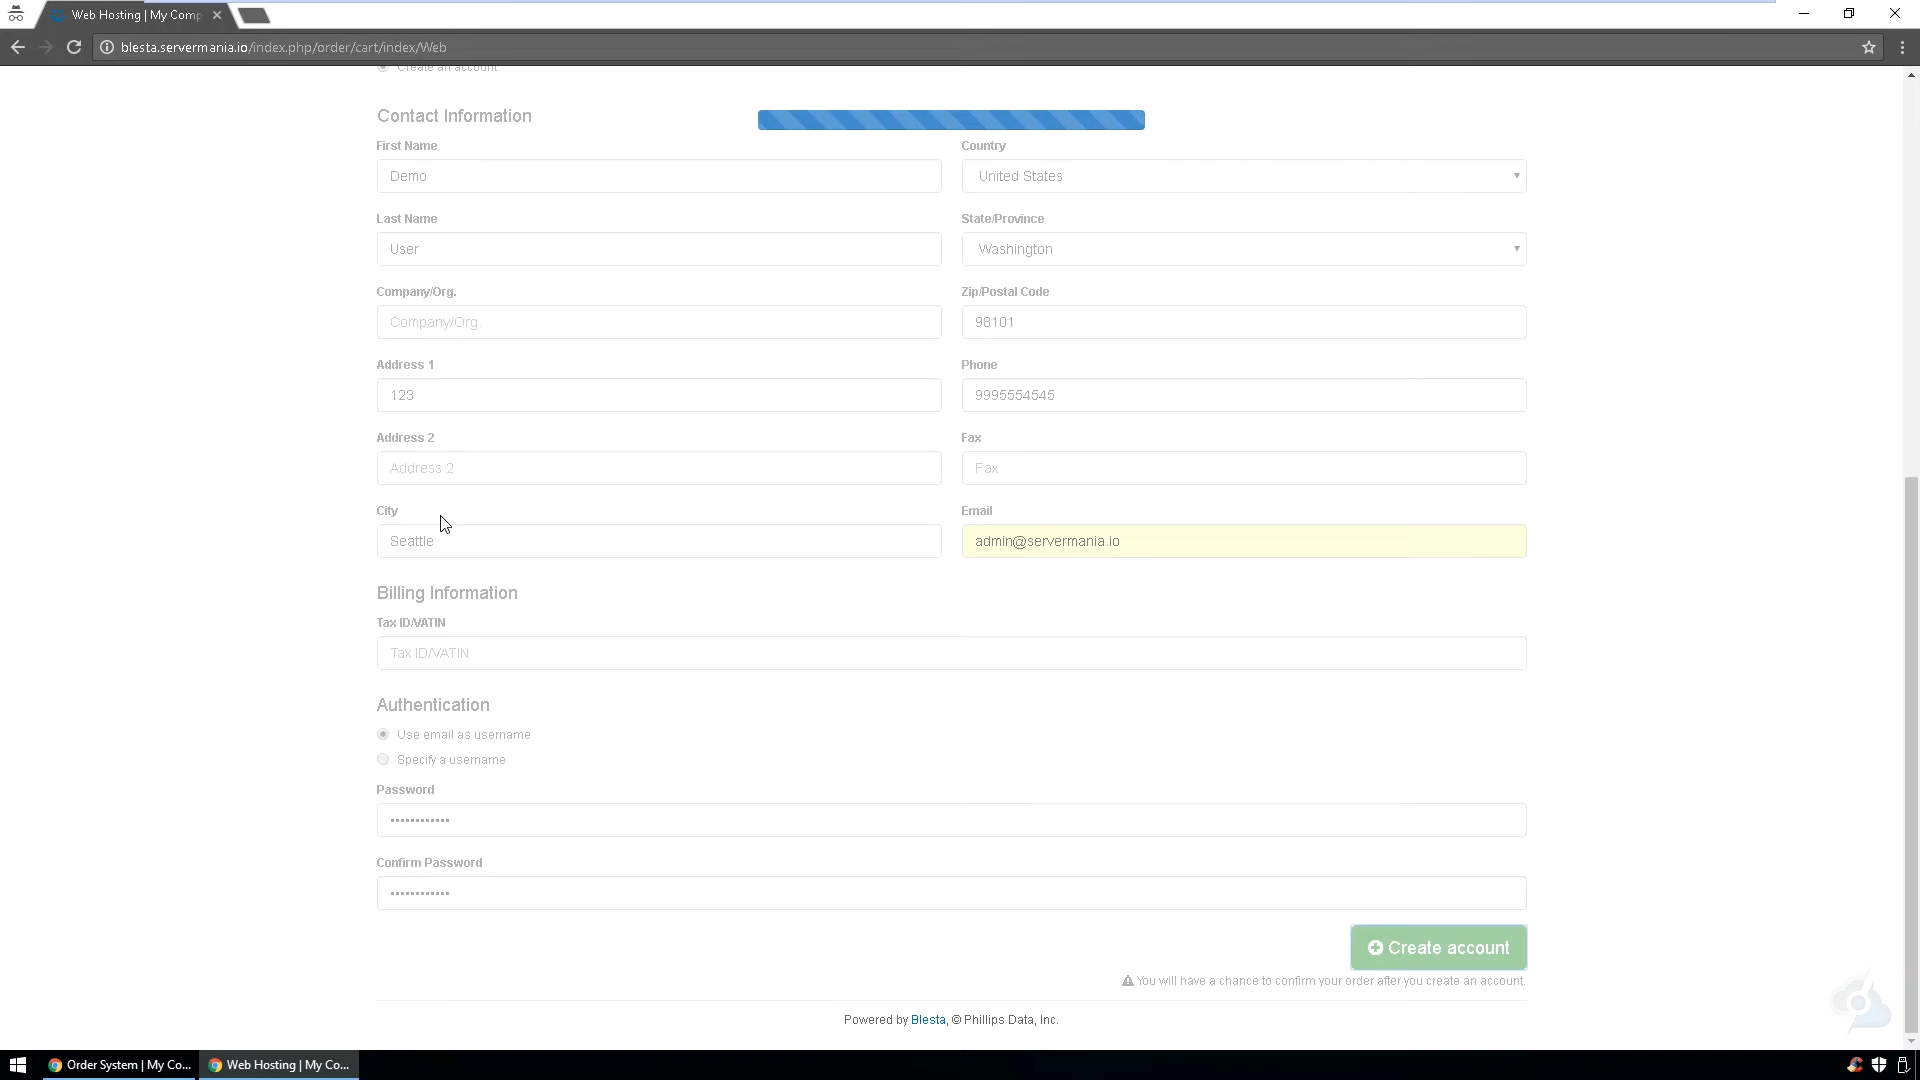 Web Hosting | My Comp
blesta.servermania.io/index.php/order/cart/index/Web
Create an account
Contact Information
First Name
Country
Demo
United States
Last Name
State/Province
User
Washington
Company/Org.
Zip/Postal Code
Company/Org.
98101
Address 1
Phone
123
9995554545
Address 2
Fax
Address 2
Fax
City
Email
Seattle
admin@servermania.io
Billing Information
Tax ID/VATIN
Tax ID/VATIN
Authentication
Use email as username
Specify a username
Password
••••••••••••
Confirm Password
••••••••••••
Create account
You will have a chance to confirm your order after you create an account.
Powered by Blesta, © Phillips Data, Inc.
Order System | My Co...
Web Hosting | My Co...